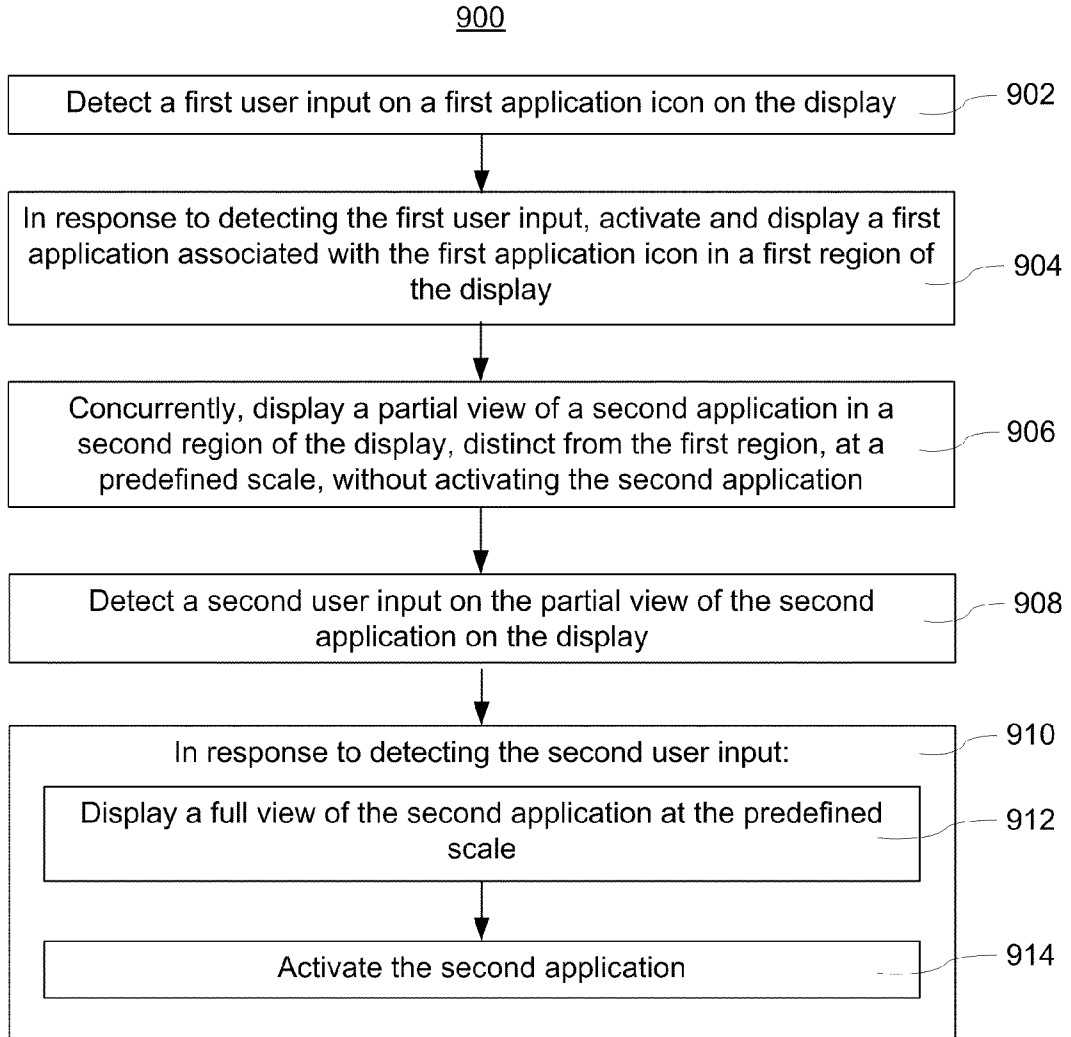 900
Detect a first user input on a first application icon on the display
902
In response to detecting the first user input, activate and display a first
application associated with the first application icon in a first region of
the display
904
Concurrently, display a partial view of a second application in a
second region of the display, distinct from the first region, at a
predefined scale, without activating the second application
906
Detect a second user input on the partial view of the second
application on the display
908
In response to detecting the second user input:
910
Display a full view of the second application at the predefined
scale
912
Activate the second application
914